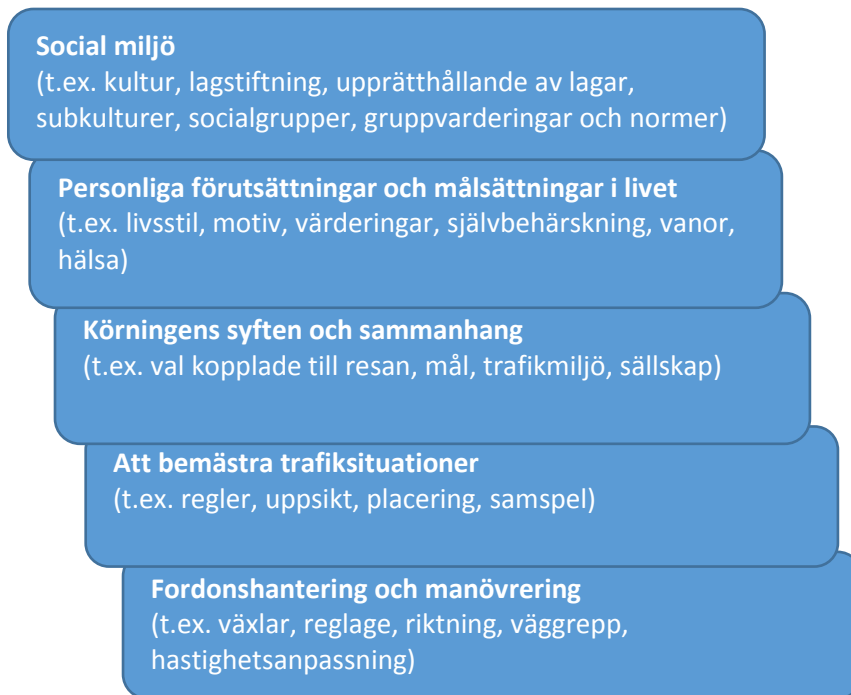 Social miljö
(t.ex. kultur, lagstiftning, upprätthållande av lagar,
subkulturer, socialgrupper, gruppvarderingar och normer)
Personliga förutsättningar och målsättningar i livet
(t.ex. livsstil, motiv, värderingar, självbehärskning, vanor,
hälsa)
Körningens syften och sammanhang
(t.ex. val kopplade till resan, mål, trafikmiljö, sällskap)
Att bemästra trafiksituationer
(t.ex. regler, uppsikt, placering, samspel)
Fordonshantering och manövrering
(t.ex. växlar, reglage, riktning, väggrepp,
hastighetsanpassning)